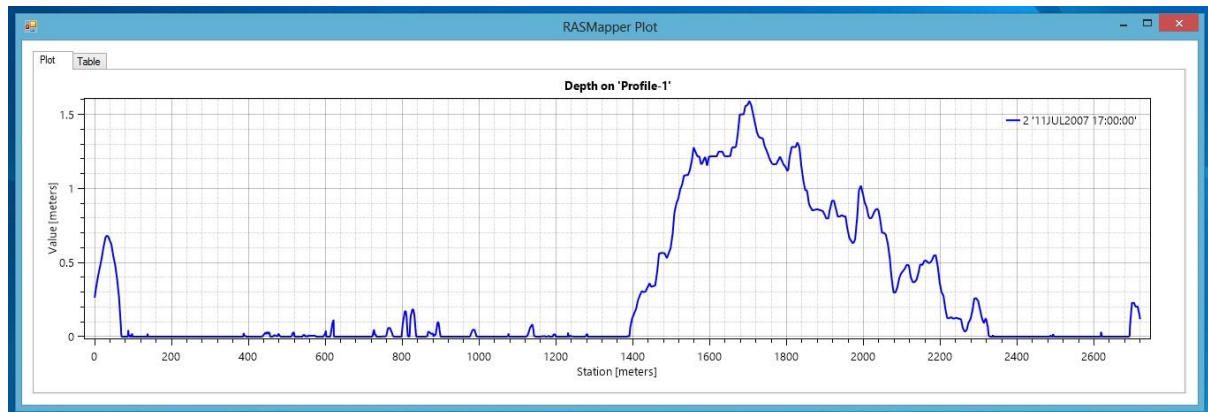 RASMapper Plot
Plot Table
Depth on 'Profile-1'
2 '11JUL2007 17:00:00'
1.5
1
0.5
0
Value [meters]
0 200 400 600 800 1000 1200 1400 1600 1800 2000 2200 2400 2600
Station [meters]